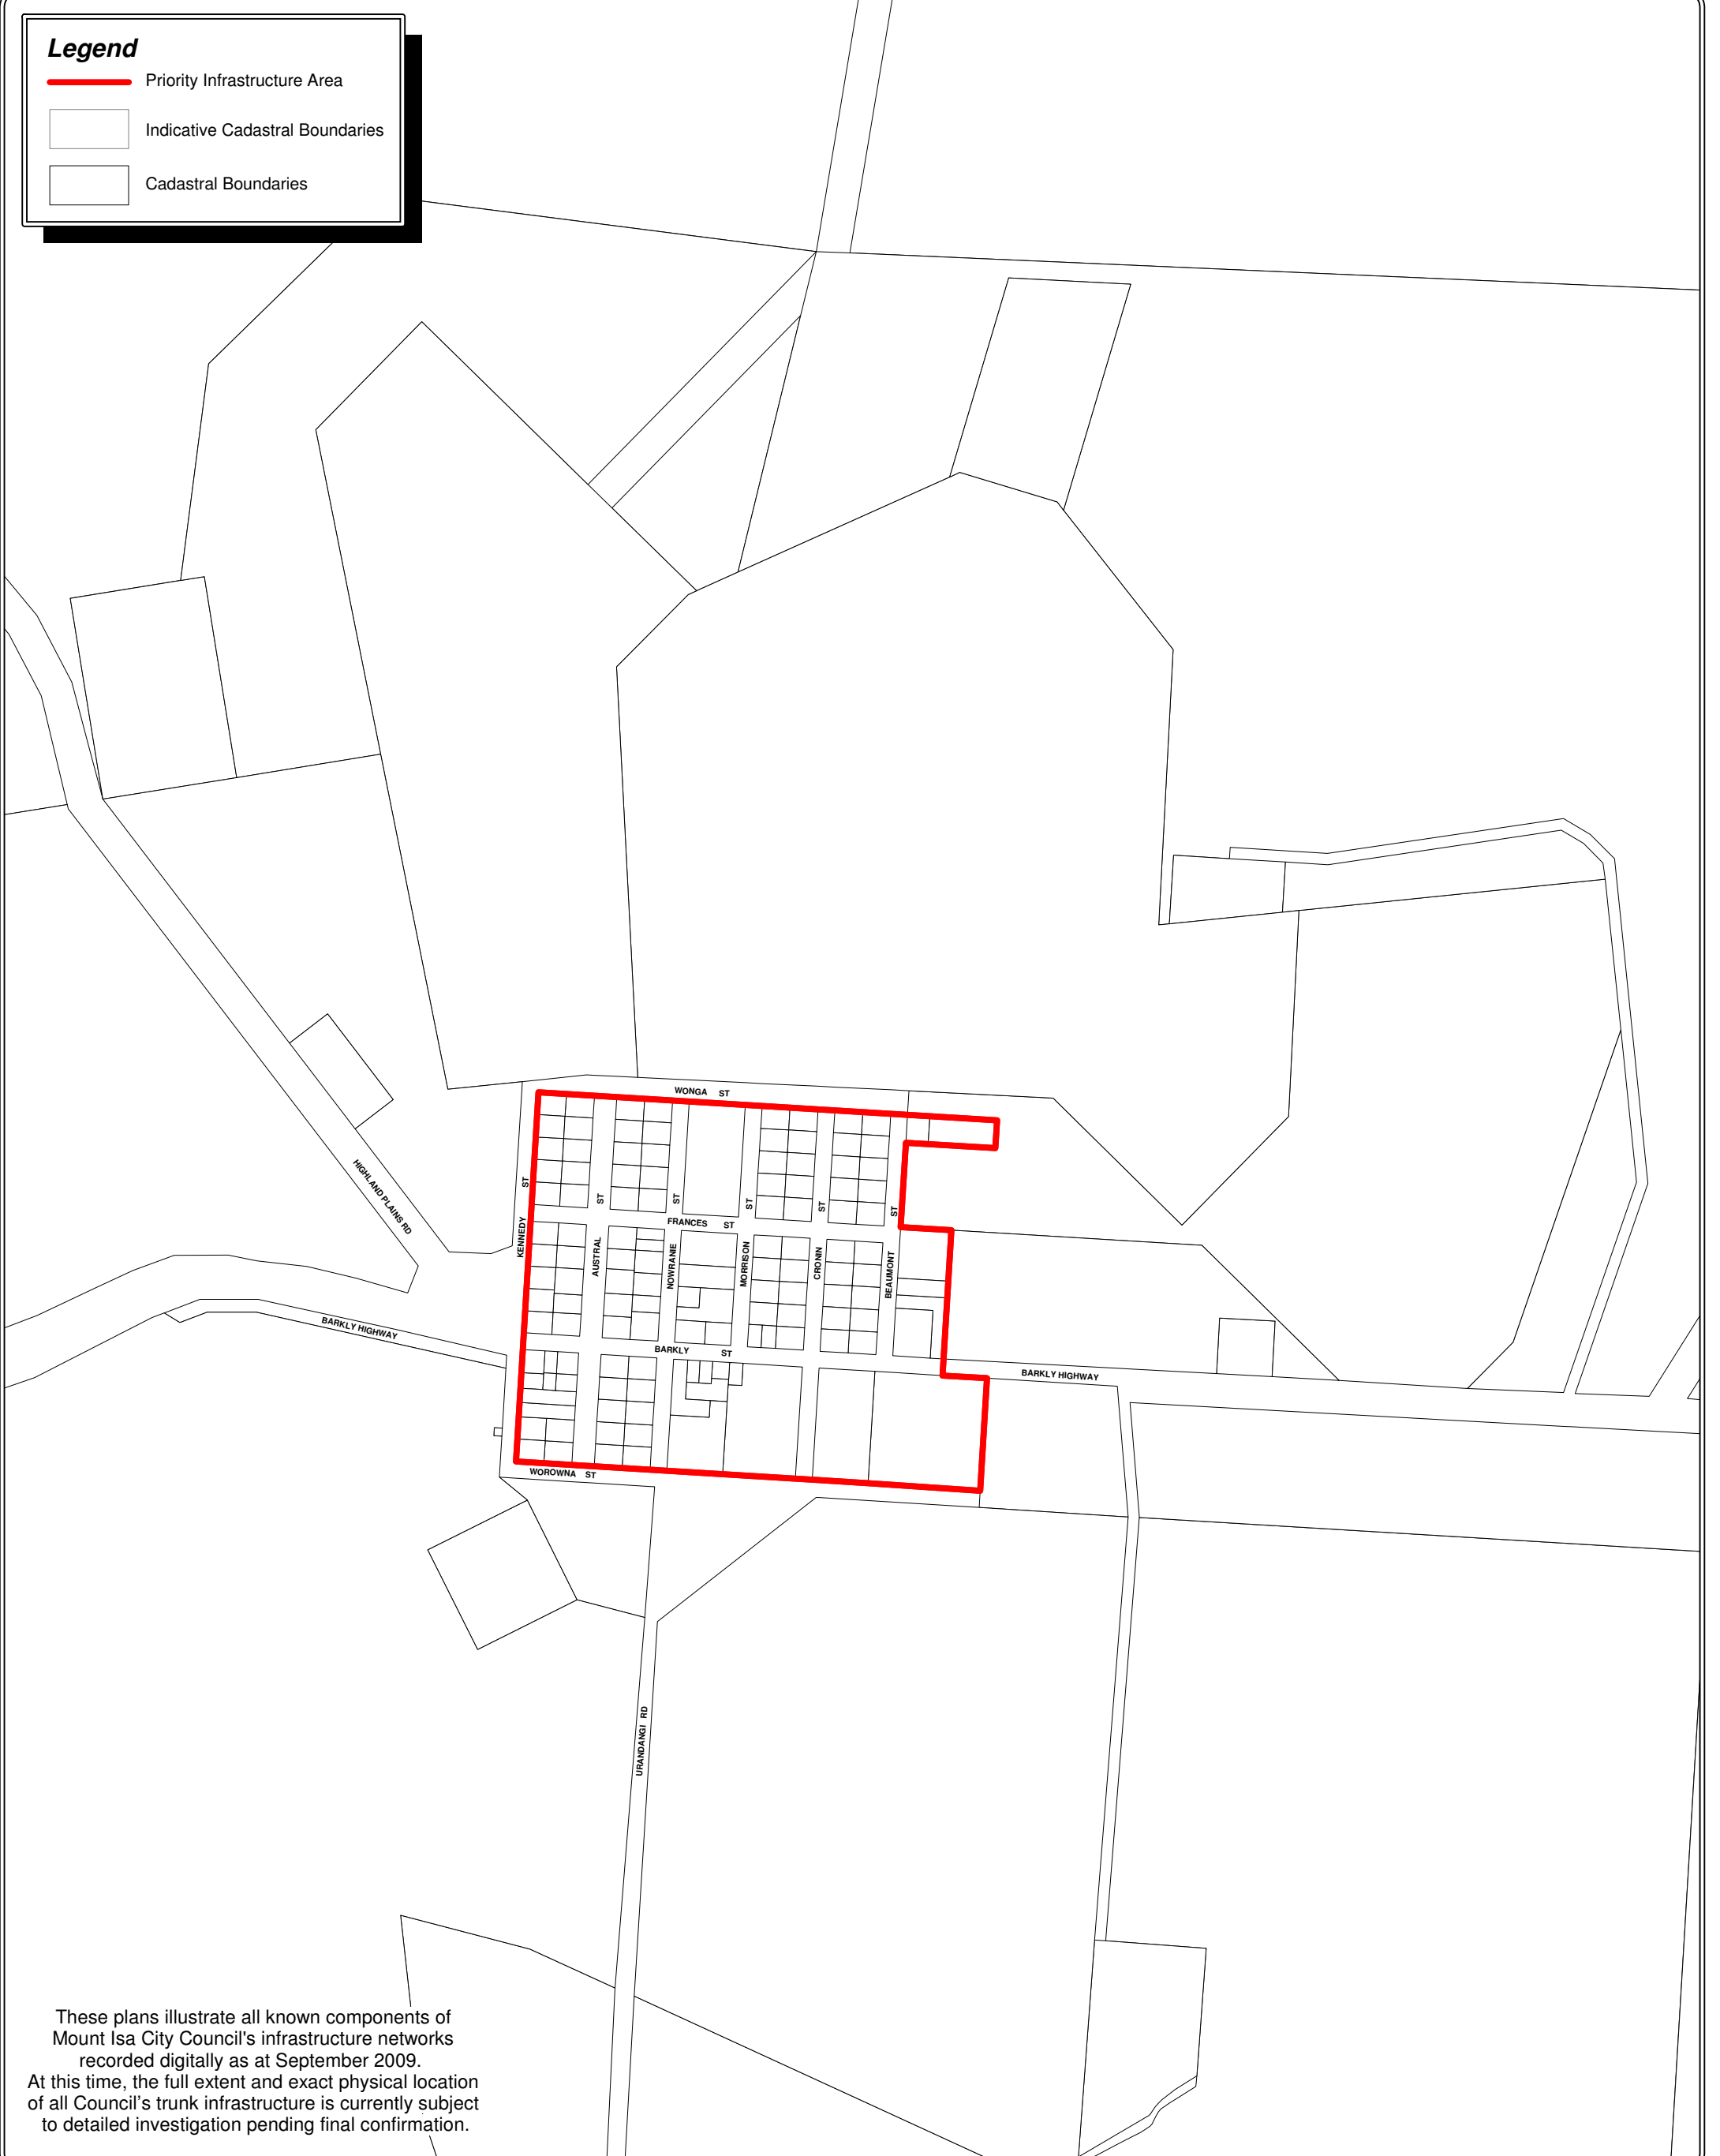 Legend
Priority Infrastructure Area
Indicative Cadastral Boundaries
Cadastral Boundaries
WONGA ST
HIGHLAND PLAINS RD
KENNEDY ST
AUSTRAL ST
NOWRANIE ST
MORRISON ST
CRONIN ST
BEAUMONT ST
FRANCES ST
BARKLY HIGHWAY
BARKLY ST
BARKLY HIGHWAY
WOROWNA ST
URANDANGI RD
These plans illustrate all known components of
Mount Isa City Council's infrastructure networks
recorded digitally as at September 2009.
At this time, the full extent and exact physical location
of all Council's trunk infrastructure is currently subject
to detailed investigation pending final confirmation.